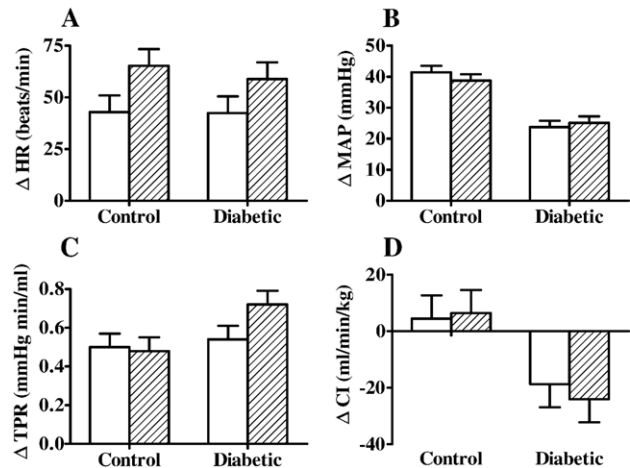 A
Δ HR (beats/min)
75
50
25
0
Control
Diabetic
B
Δ MAP (mmHg)
50
40
30
20
10
0
Control
Diabetic
C
Δ TPR (mmHg min/ml)
0.8
0.6
0.4
0.2
0.0
Control
Diabetic
D
Δ CI (ml/min/kg)
20
0
-20
-40
Control
Diabetic